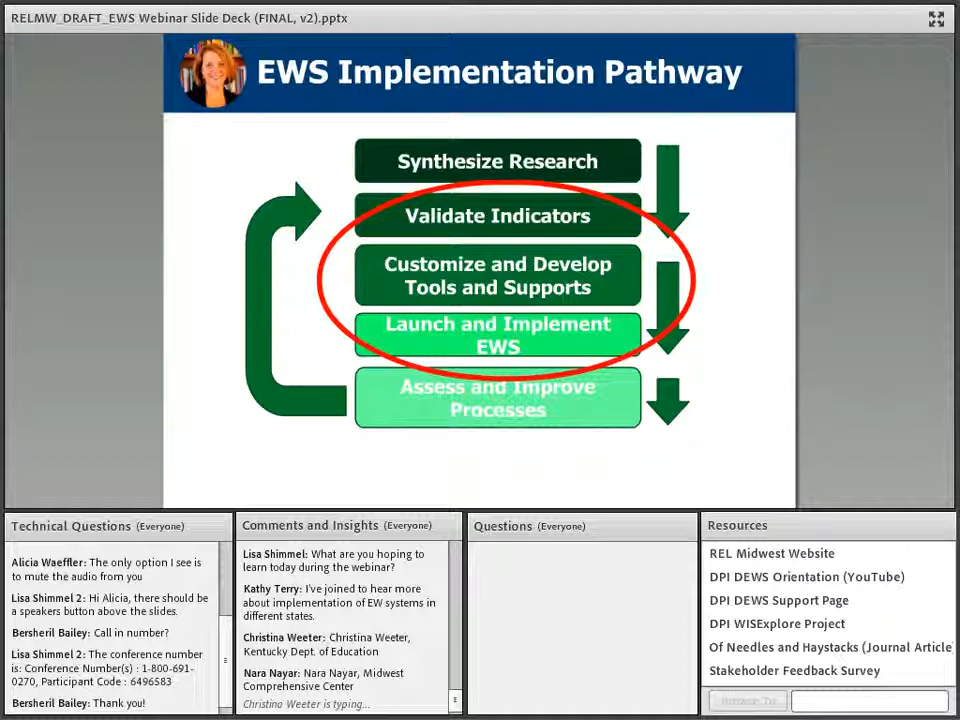 RELMW_DRAFT_EWS Webinar Slide Deck (FINAL, v2).pptx
EWS Implementation Pathway
Synthesize Research
Validate Indicators
Customize and Develop
Tools and Supports
Launch and Implement
EWS
Assess and Improve
Processes
Technical Questions (Everyone)
Alicia Waeffler: The only option I see is
to mute the audio from you
Lisa Shimmel 2: Hi Alicia, there should be
a speakers button above the slides.
Bersheril Bailey: Call in number?
Lisa Shimmel 2: The conference number
is: Conference Number(s) : 1-800-691-
0270, Participant Code : 6496583
Bersheril Bailey: Thank you!
Comments and Insights (Everyone)
Lisa Shimmel: What are you hoping to
learn today during the webinar?
Kathy Terry: I've joined to hear more
about implementation of EW systems in
different states.
Christina Weeter: Christina Weeter,
Kentucky Dept. of Education
Nara Nayar: Nara Nayar, Midwest
Comprehensive Center
Christina Weeter is typing...
Questions (Everyone)
Resources
REL Midwest Website
DPI DEWS Orientation (YouTube)
DPI DEWS Support Page
DPI WISExplore Project
Of Needles and Haystacks (Journal Article
Stakeholder Feedback Survey
Browse To